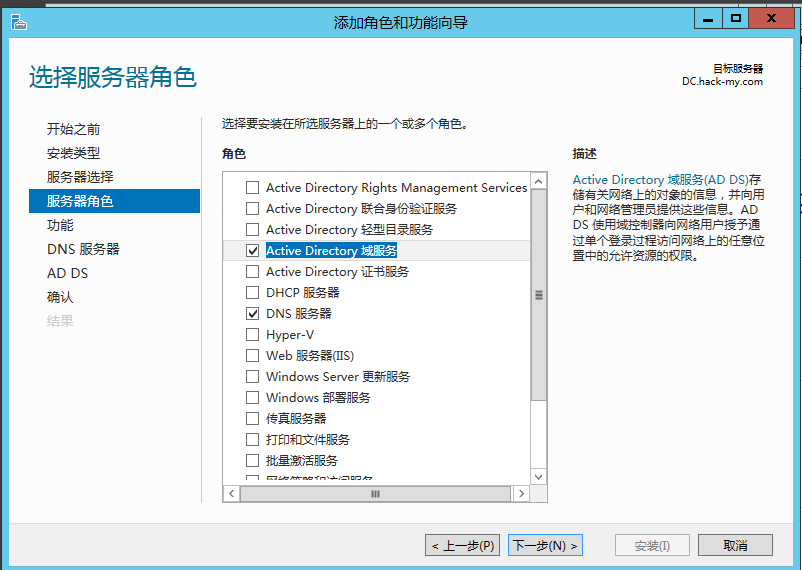 添加角色和功能向导
选择服务器角色
目标服务器
DC.hack-my.com
开始之前
安装类型
服务器选择
服务器角色
功能
DNS 服务器
AD DS
确认
结果
选择要安装在所选服务器上的一个或多个角色。
角色
Active Directory Rights Management Services
Active Directory 联合身份验证服务
Active Directory 轻型目录服务
Active Directory 域服务
Active Directory 证书服务
DHCP 服务器
DNS 服务器
Hyper-V
Web 服务器(IIS)
Windows Server 更新服务
Windows 部署服务
传真服务器
打印和文件服务
批量激活服务
网络策略和访问服务
描述
Active Directory 域服务(AD DS)存
储有关网络上的对象的信息，并向用
户和网络管理员提供这些信息。AD
DS 使用域控制器向网络用户授予通
过单个登录过程访问网络上的任意位
置中的允许资源的权限。
< 上一步(P)
下一步(N) >
安装(I)
取消